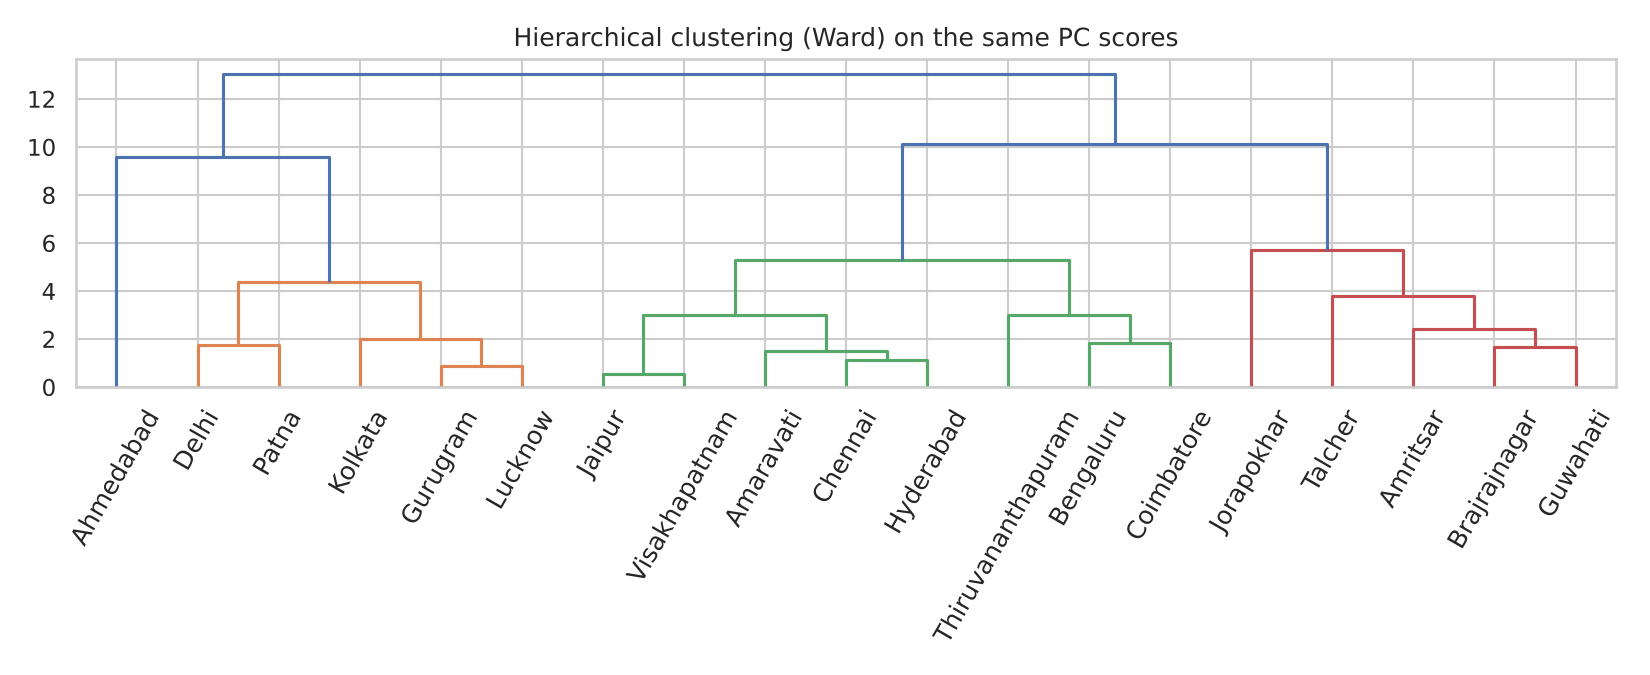 Hierarchical clustering (Ward) on the same PC scores
12
10
8
6
4
2
0
Ahmedabad
Delhi
Patna
Kolkata
Gurugram
Lucknow
Jaipur
Visakhapatnam
Amaravati
Chennai
Hyderabad
Thiruvananthapuram
Bengaluru
Coimbatore
Jorapokhar
Talcher
Amritsar
Brajrajnagar
Guwahati